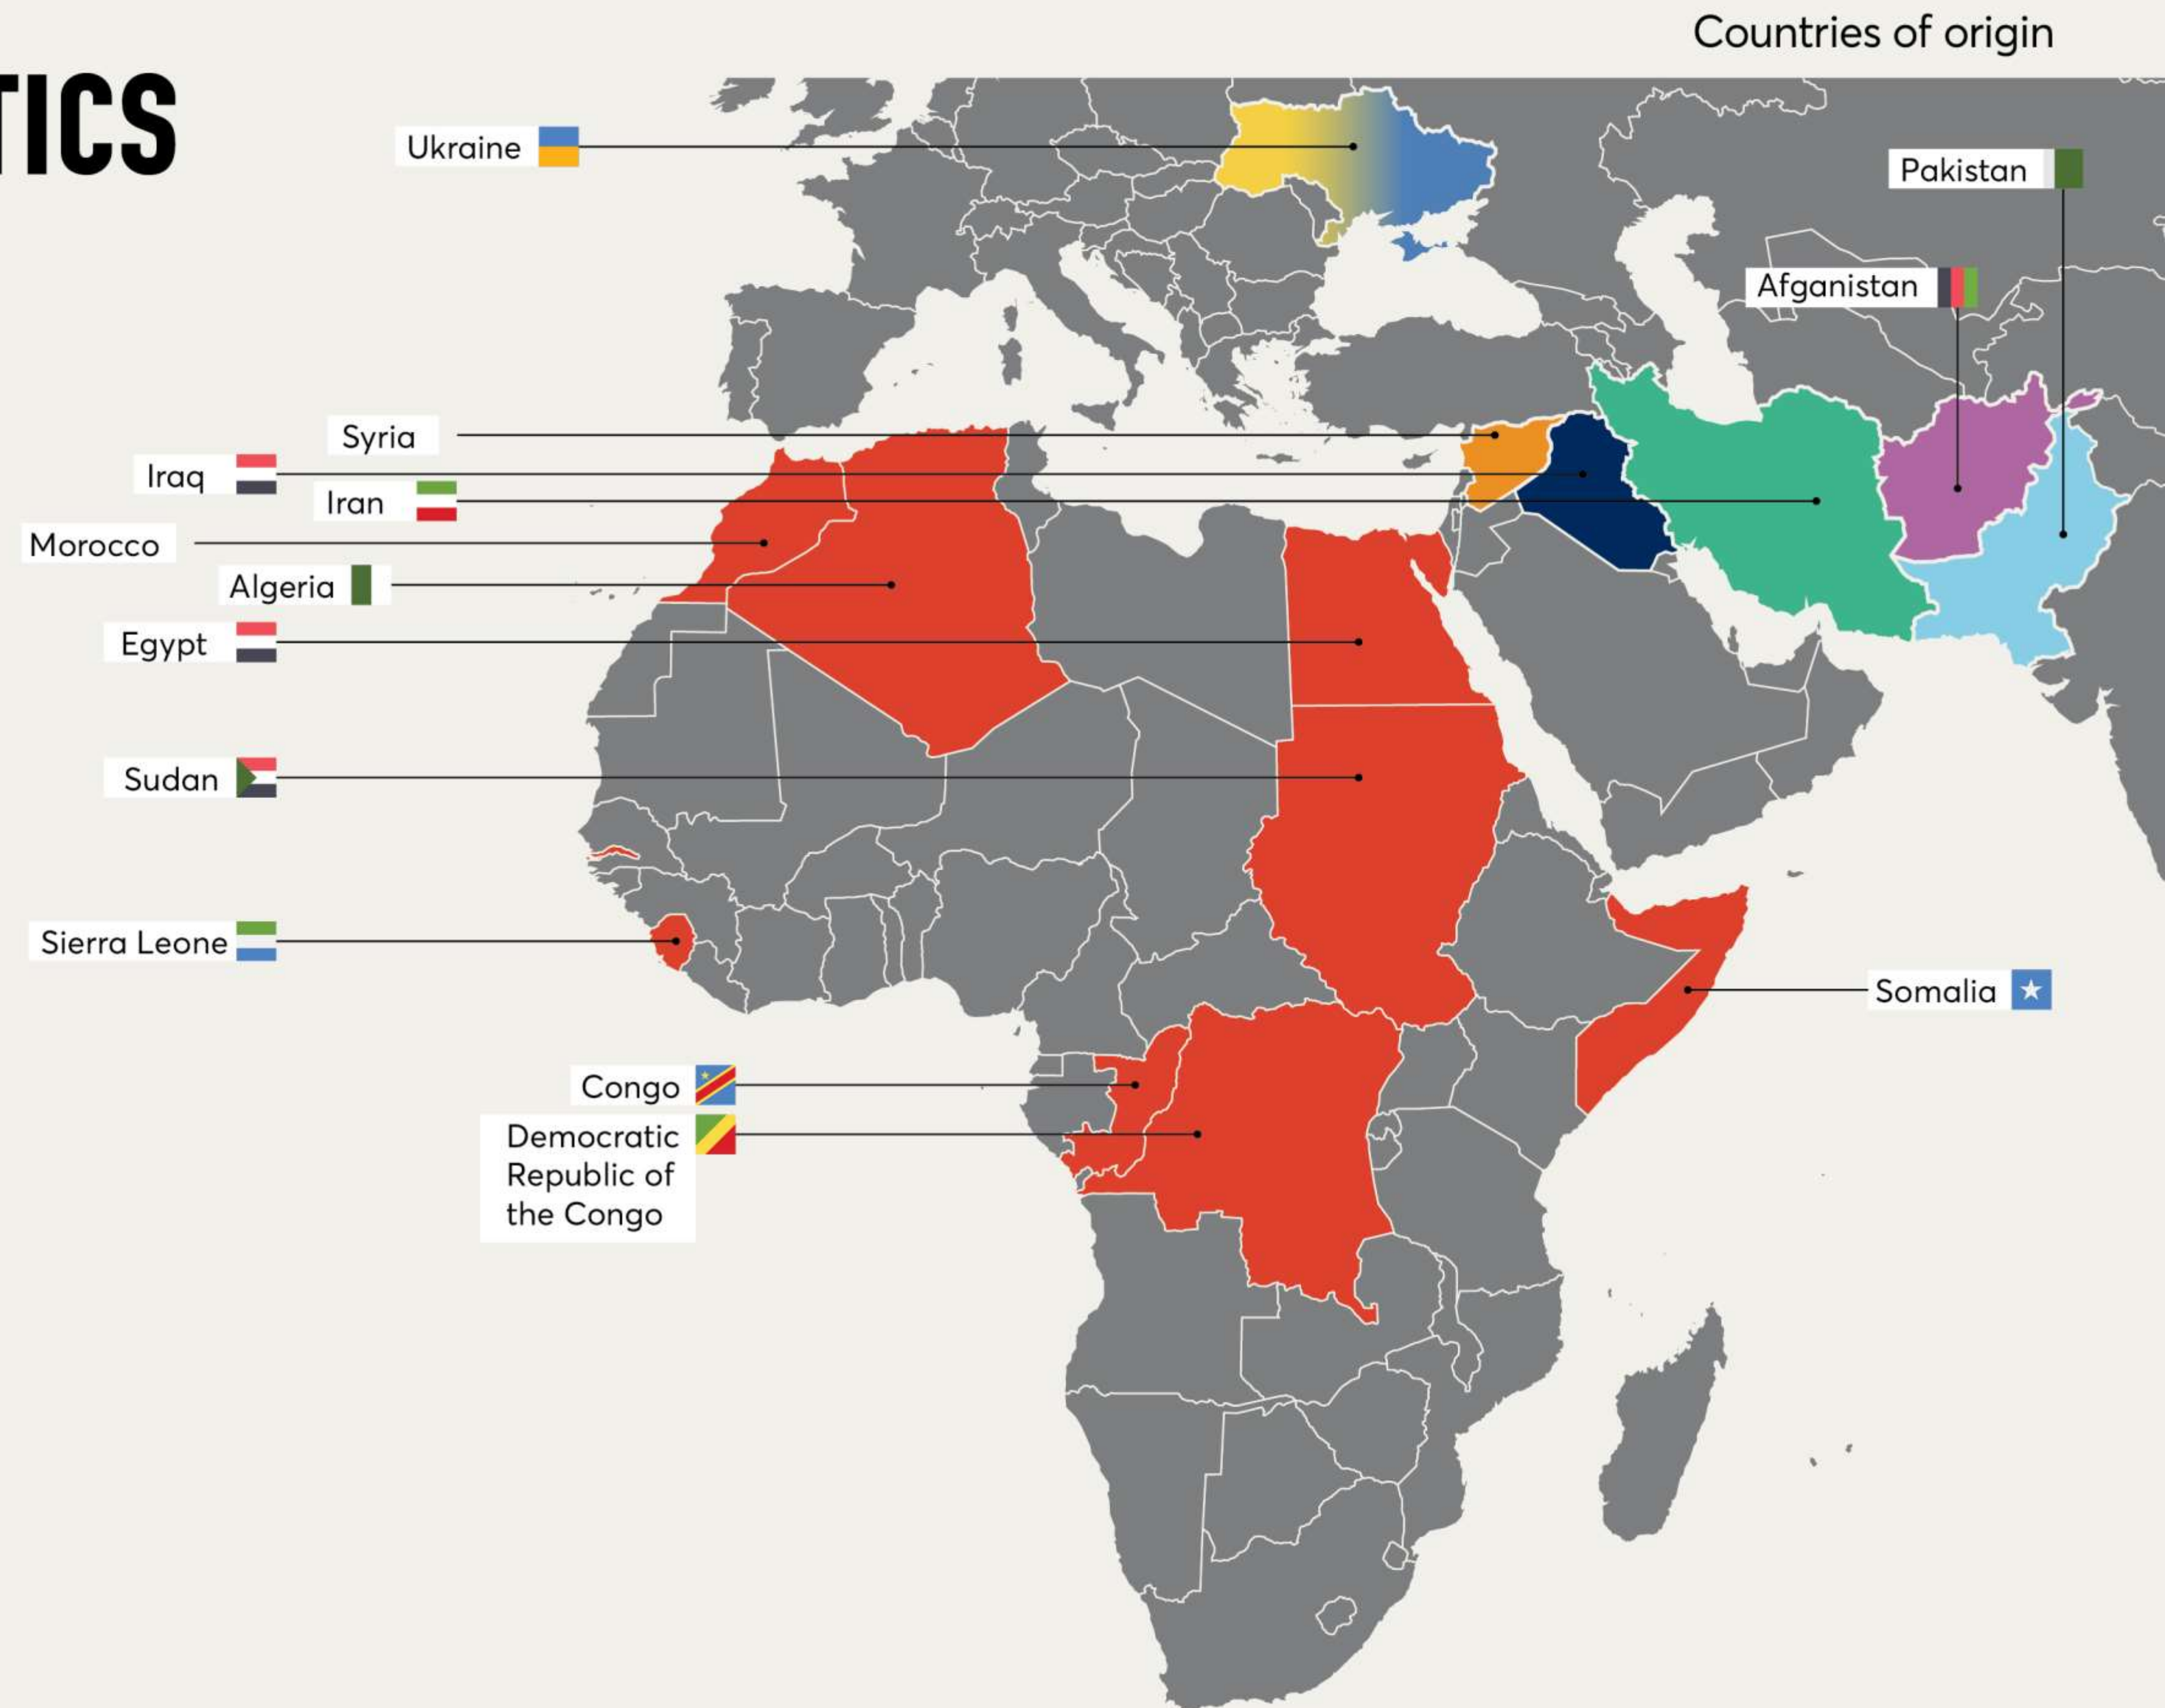 Countries of origin
TICS
Ukraine
Pakistan
Afganistan
Syria
Iraq
Iran
Morocco
Algeria
Egypt
Sudan
Sierra Leone
Somalia
Congo
Democratic
Republic of
the Congo